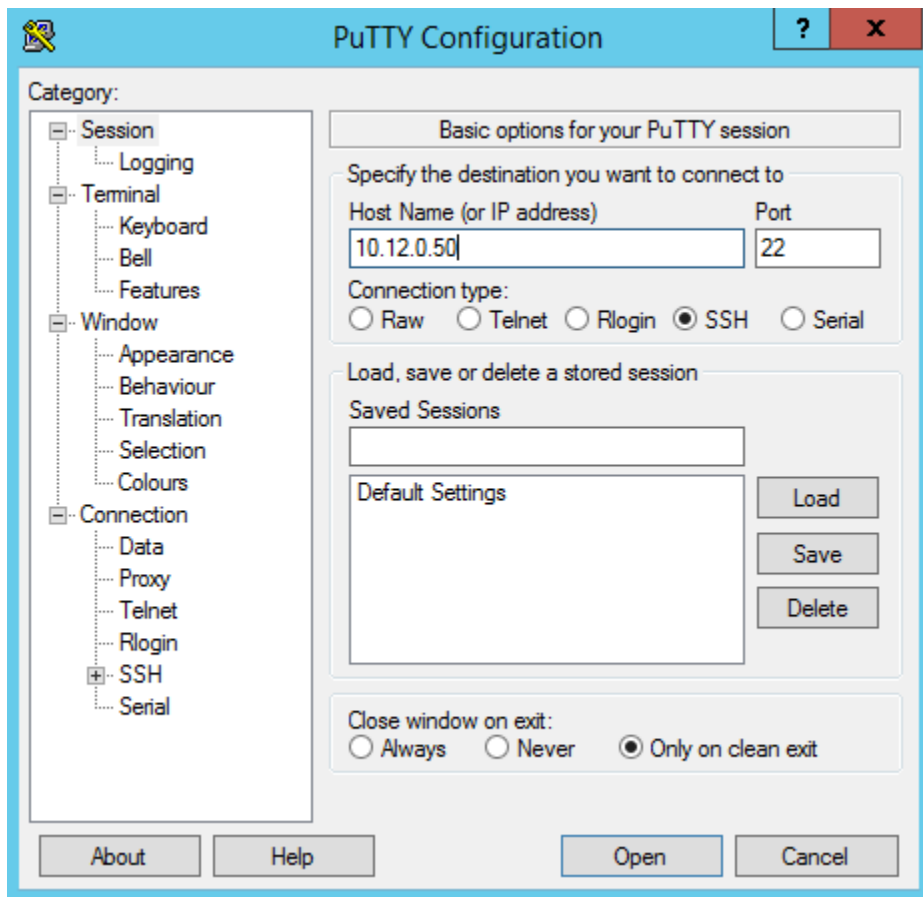 PuTTY Configuration
?
x
Category:
Session
Logging
Terminal
Keyboard
Bell
Features
Window
Appearance
Behaviour
Translation
Selection
Colours
Connection
Data
Proxy
Telnet
Rlogin
SSH
Serial
Basic options for your PuTTY session
Specify the destination you want to connect to
Host Name (or IP address) Port
10.12.0.50 22
Connection type:
Raw Telnet Rlogin SSH Serial
Load, save or delete a stored session
Saved Sessions
Default Settings
Load
Save
Delete
Close window on exit:
Always Never Only on clean exit
About Help Open Cancel